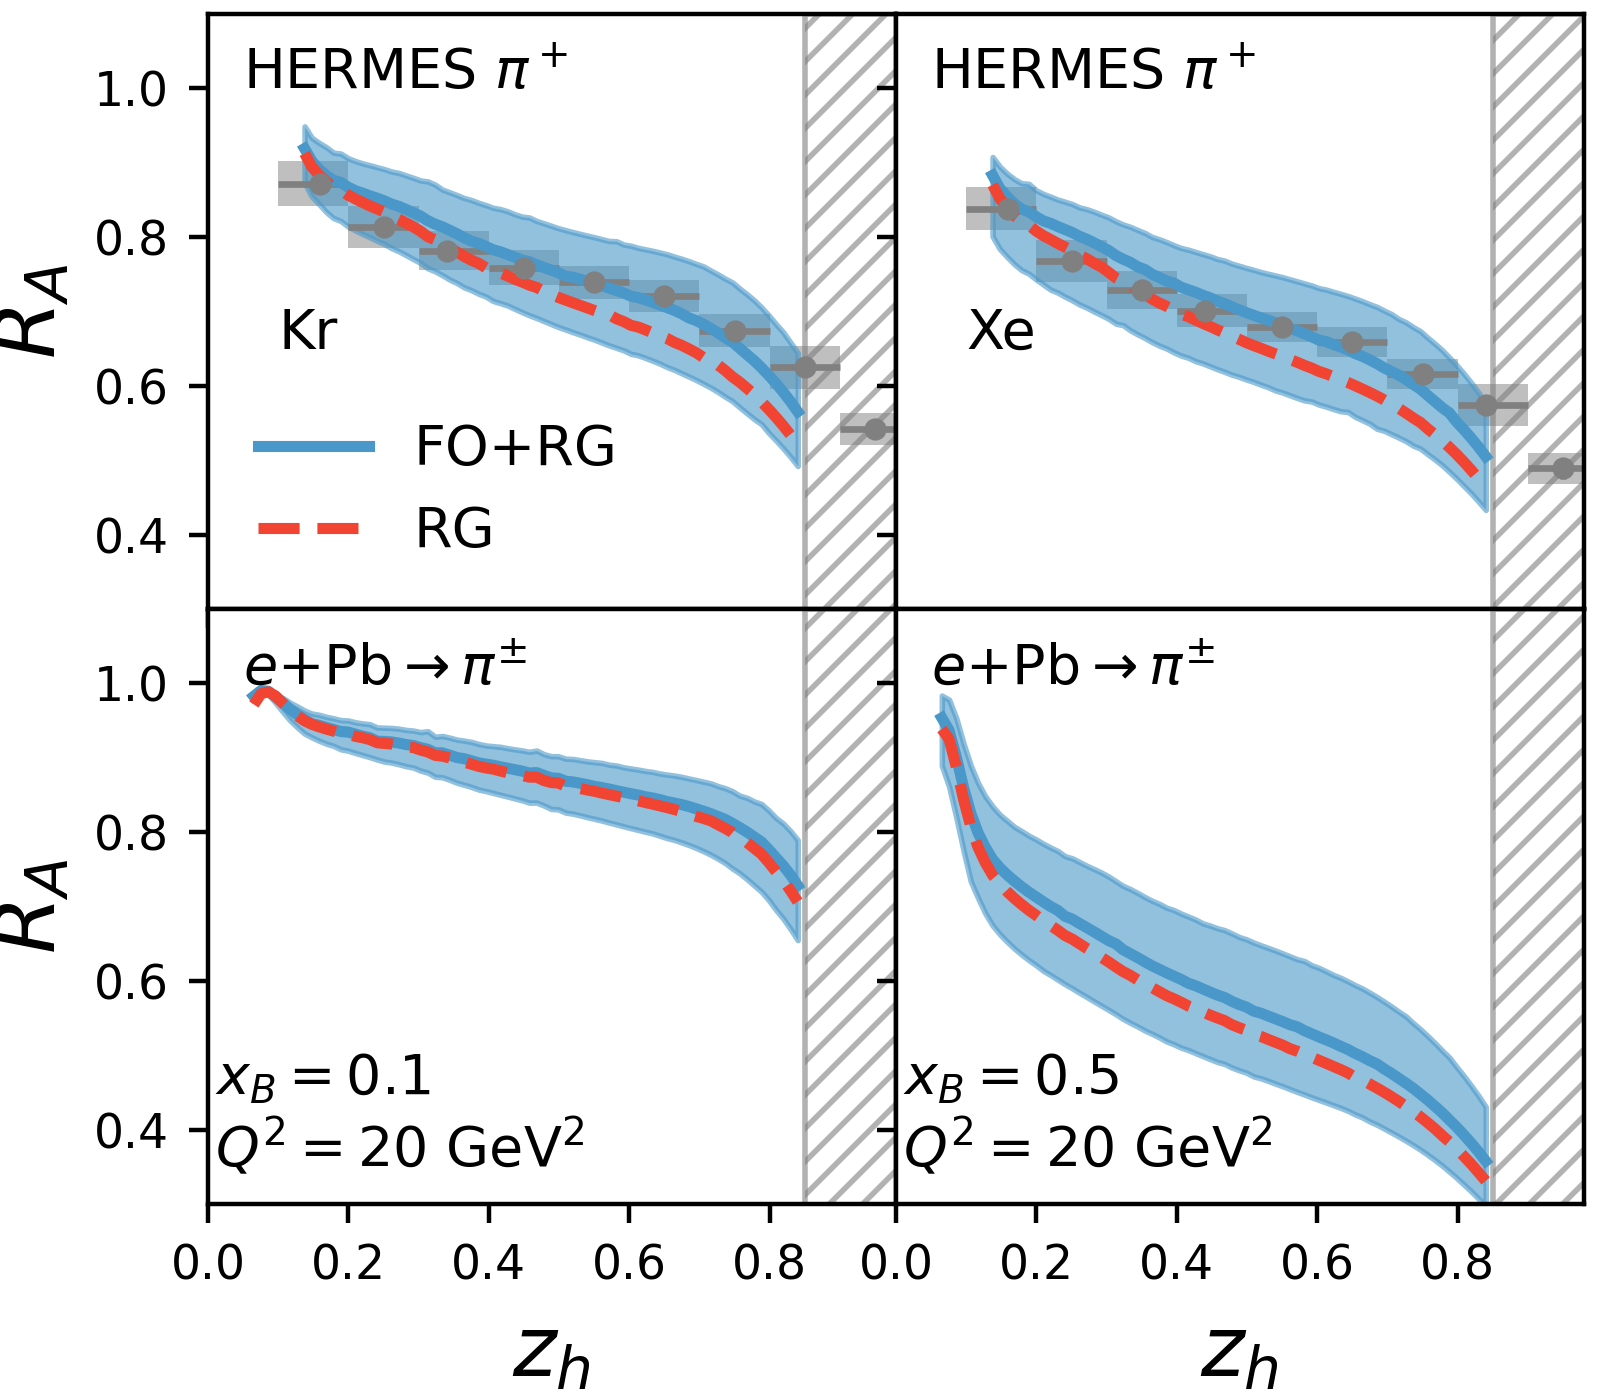 HERMES π⁺
HERMES π⁺
1.0
0.8
0.6
0.4
R_A
Kr
Xe
FO+RG
RG
e+Pb→π^±
e+Pb→π^±
1.0
0.8
0.6
0.4
R_A
x_B = 0.1
Q² = 20 GeV²
x_B = 0.5
Q² = 20 GeV²
0.0 0.2 0.4 0.6 0.8 0.0 0.2 0.4 0.6 0.8
z_h z_h